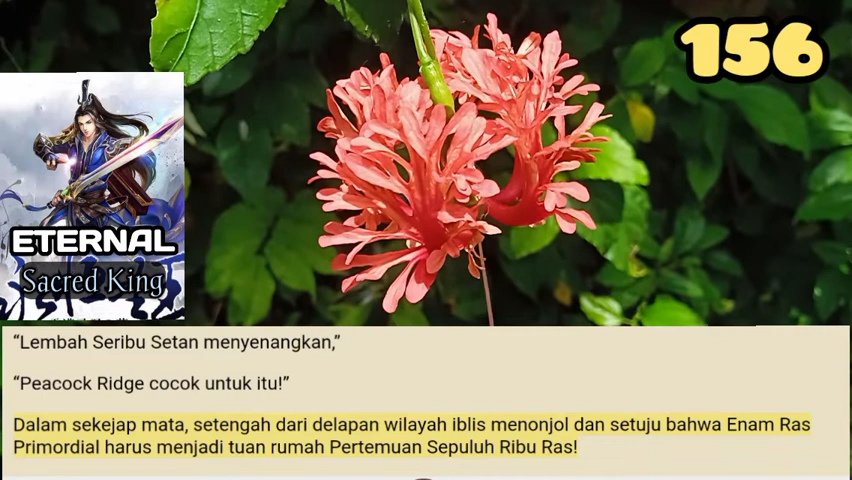 156
ETERNAL
Sacred King
“Lembah Seribu Setan menyenangkan,”
“Peacock Ridge cocok untuk itu!”
Dalam sekejap mata, setengah dari delapan wilayah iblis menonjol dan setuju bahwa Enam Ras
Primordial harus menjadi tuan rumah Pertemuan Sepuluh Ribu Ras!